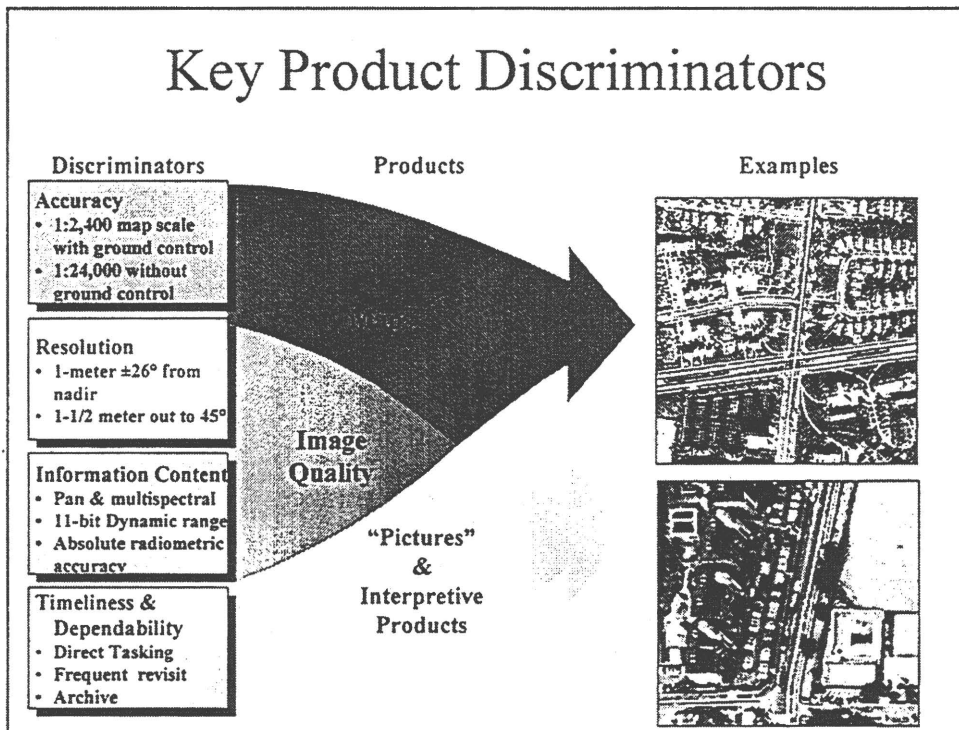 Key Product Discriminators
Discriminators
Products
Examples
Accuracy
• 1:2,400 map scale
with ground control
• 1:24,000 without
ground control
Resolution
• 1-meter ±26° from
nadir
• 1-1/2 meter out to 45°
Information Content
• Pan & multispectral
• 11-bit Dynamic range
• Absolute radiometric
accuracy
Timeliness &
Dependability
• Direct Tasking
• Frequent revisit
• Archive
Image
Quality
"Pictures"
&
Interpretive
Products